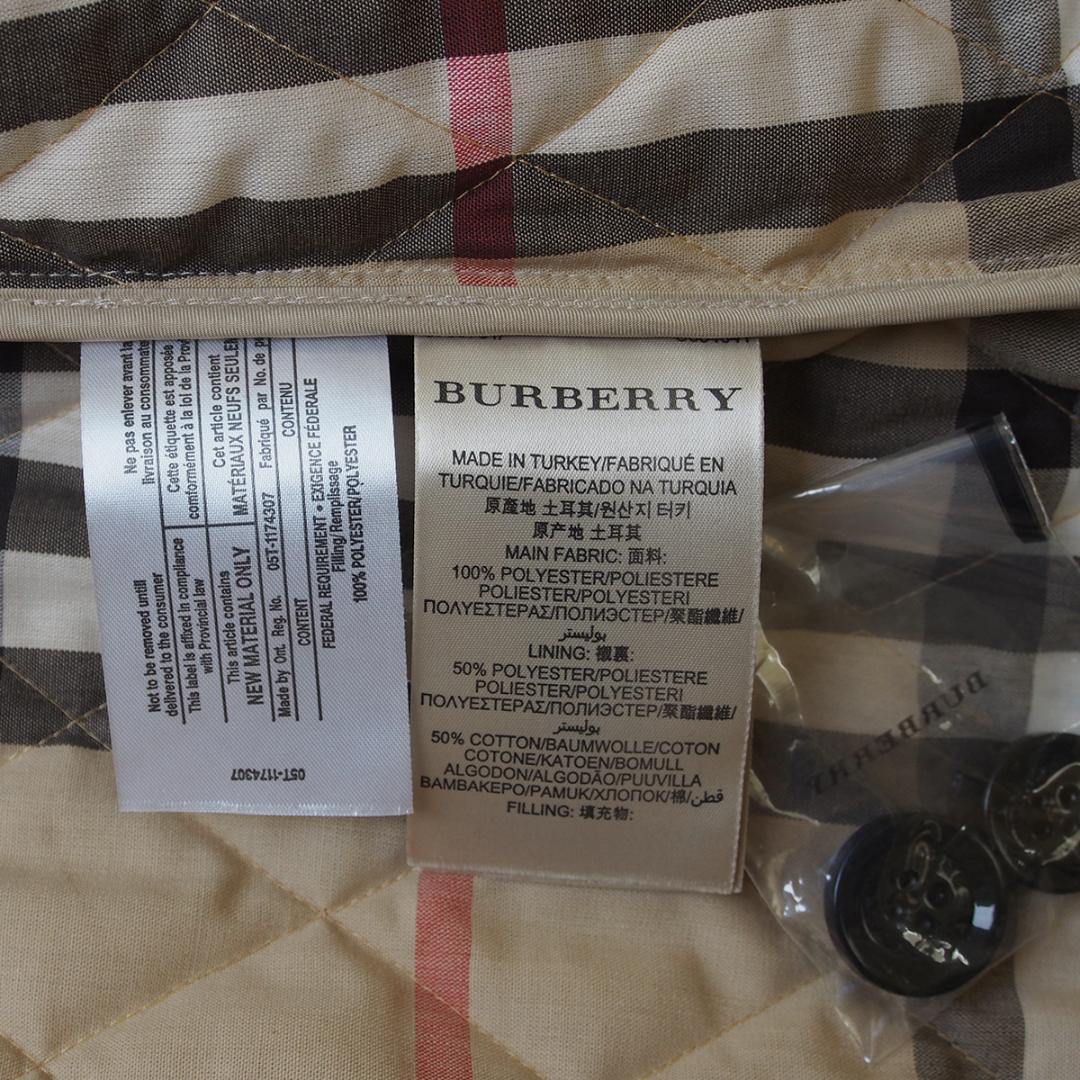 Ne pas enlever avant la
livraison au consommate
Cette étiquette est apposée
conformément à la loi de la Prov
Cet article contient
MATÉRIAUX NEUFS SEULEM
Fabriqué par No. de p
CONTENU
Not to be removed untill
delivered to the consumer
This label is affixed in compliance
with Provincial law
This article contains
NEW MATERIAL ONLY
Made by Ont. Reg. No. 05T-1174307
CONTENT
FEDERAL REQUIREMENT • EXIGENCE FÉDERALE
Filling/Remplissage
100% POLYESTER/POLYESTER
05T-1174307
BURBERRY
MADE IN TURKEY/FABRIQUÉ EN
TURQUIE/FABRICADO NA TURQUIA
原產地 土耳其/원산지 터키
原产地 土耳其
MAIN FABRIC: 面料:
100% POLYESTER/POLIESTERE
POLIESTER/POLYESTERI
ΠΟΛΥΕΣΤΕΡΑΣ/ПОЛИЭСТЕР/聚酯纖維/
بوليستر
LINING: 襯裏:
50% POLYESTER/POLIESTERE
POLIESTER/POLYESTERI
ΠΟΛΥΕΣΤΕΡΑΣ/ПОЛИЭСТЕР/聚酯纖維/
بوليستر
50% COTTON/BAUMWOLLE/COTON
COTONE/KATOEN/BOMULL
ALGODON/ALGODÃO/PUUVILLA
ΒΑΜΒΑΚΕΡΟ/PAMUK/ХЛОПОК/棉/قطن
FILLING: 填充物:
BURBERRY